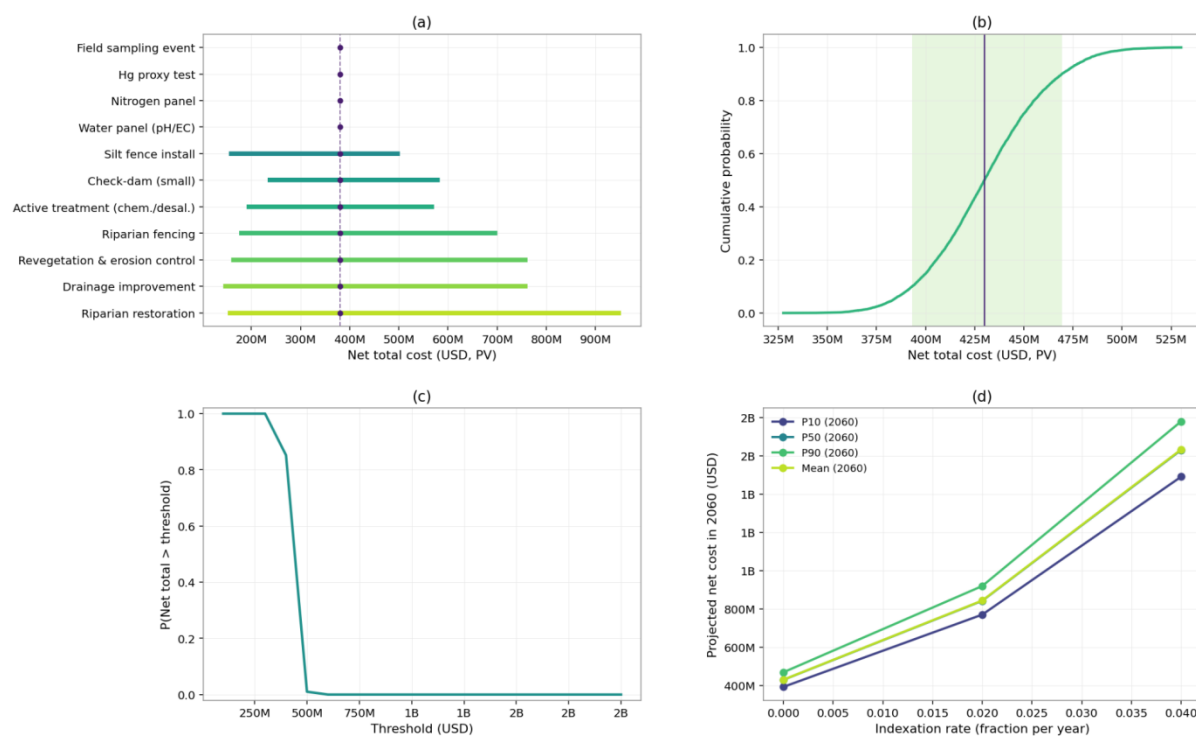 (a)
Field sampling event
Hg proxy test
Nitrogen panel
Water panel (pH/EC)
Silt fence install
Check-dam (small)
Active treatment (chem./desal.)
Riparian fencing
Revegetation & erosion control
Drainage improvement
Riparian restoration
200M 300M 400M 500M 600M 700M 800M 900M
Net total cost (USD, PV)
(b)
Cumulative probability
1.0
0.8
0.6
0.4
0.2
0.0
325M 350M 375M 400M 425M 450M 475M 500M 525M
Net total cost (USD, PV)
(c)
P(Net total > threshold)
1.0
0.8
0.6
0.4
0.2
0.0
250M 500M 750M 1B 1B 2B 2B 2B
Threshold (USD)
(d)
Projected net cost in 2060 (USD)
2B
2B
1B
1B
1B
800M
600M
400M
P10 (2060)
P50 (2060)
P90 (2060)
Mean (2060)
0.000 0.005 0.010 0.015 0.020 0.025 0.030 0.035 0.040
Indexation rate (fraction per year)